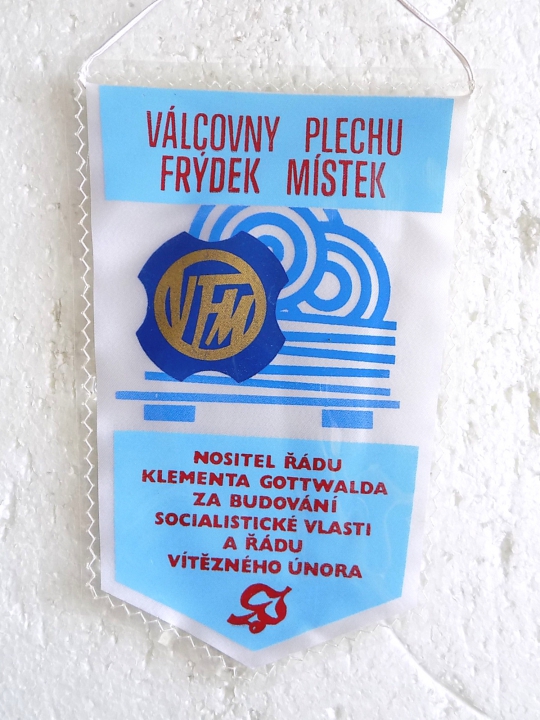 VÁLCOVNY PLECHU
FRÝDEK MÍSTEK
VPFM
NOSITEL ŘÁDU
KLEMENTA GOTTWALDA
ZA BUDOVÁNÍ
SOCIALISTICKÉ VLASTI
A ŘÁDU
VÍTĚZNÉHO ÚNORA